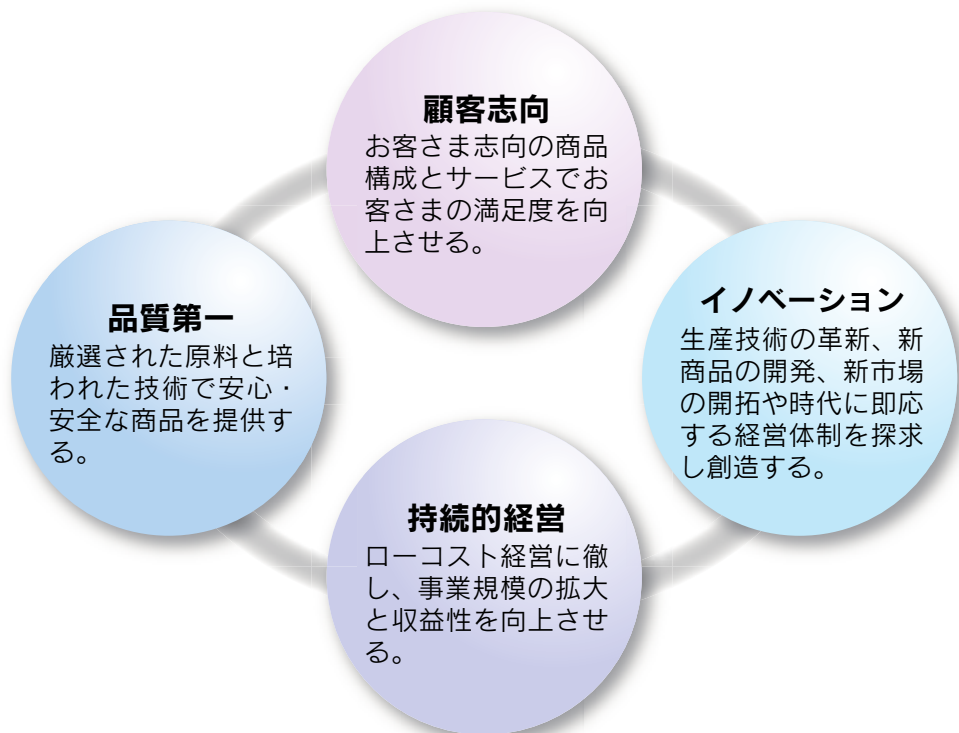 顧客志向
お客さま志向の商品
構成とサービスでお
客さまの満足度を向
上させる。
品質第一
厳選された原料と培
われた技術で安心・
安全な商品を提供す
る。
イノベーション
生産技術の革新、新
商品の開発、新市場
の開拓や時代に即応
する経営体制を探求
し創造する。
持続的経営
ローコスト経営に徹
し、事業規模の拡大
と収益性を向上させ
る。